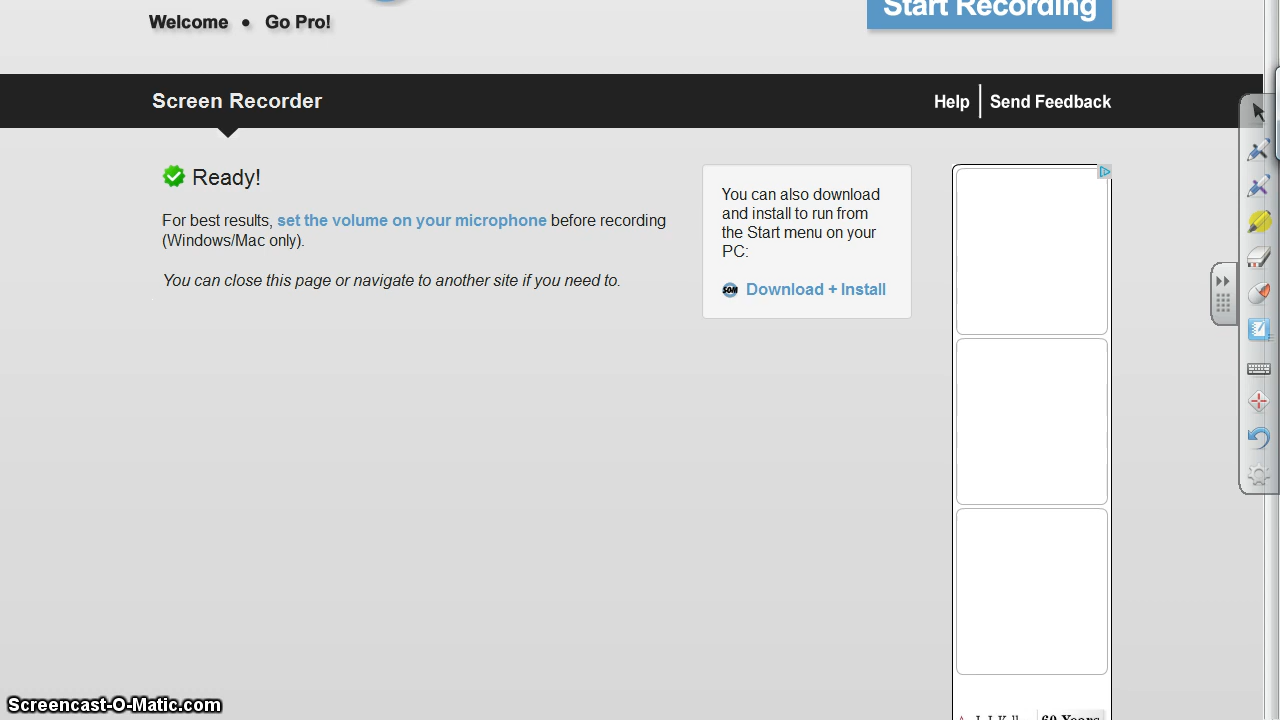 Welcome • Go Pro!
Start Recording
Screen Recorder
Help
Send Feedback
Ready!
For best results, set the volume on your microphone before recording
(Windows/Mac only).
You can close this page or navigate to another site if you need to.
You can also download
and install to run from
the Start menu on your
PC:
SOM Download + Install
60 Years
Screencast-O-Matic.com